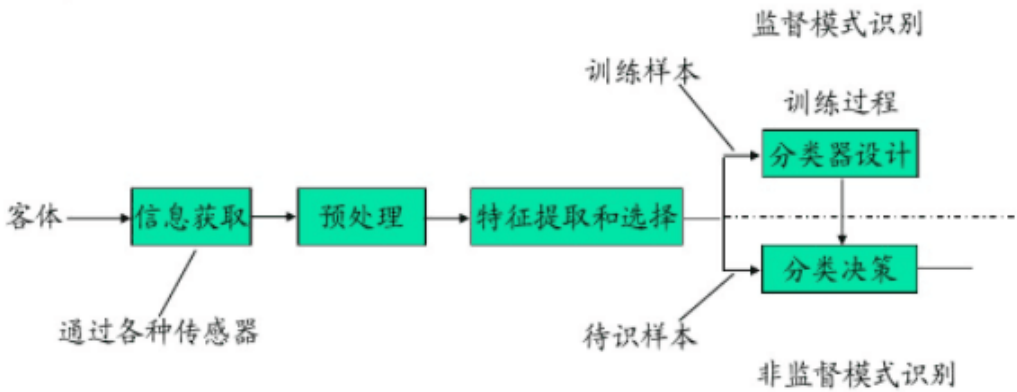 监督模式识别
训练样本
训练过程
分类器设计
客体
信息获取
预处理
特征提取和选择
分类决策
通过各种传感器
待识样本
非监督模式识别